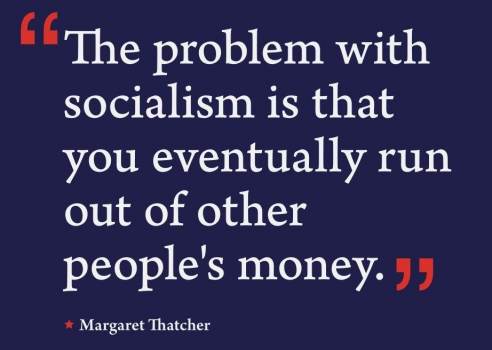 “The problem with
socialism is that
you eventually run
out of other
people's money.”
★ Margaret Thatcher